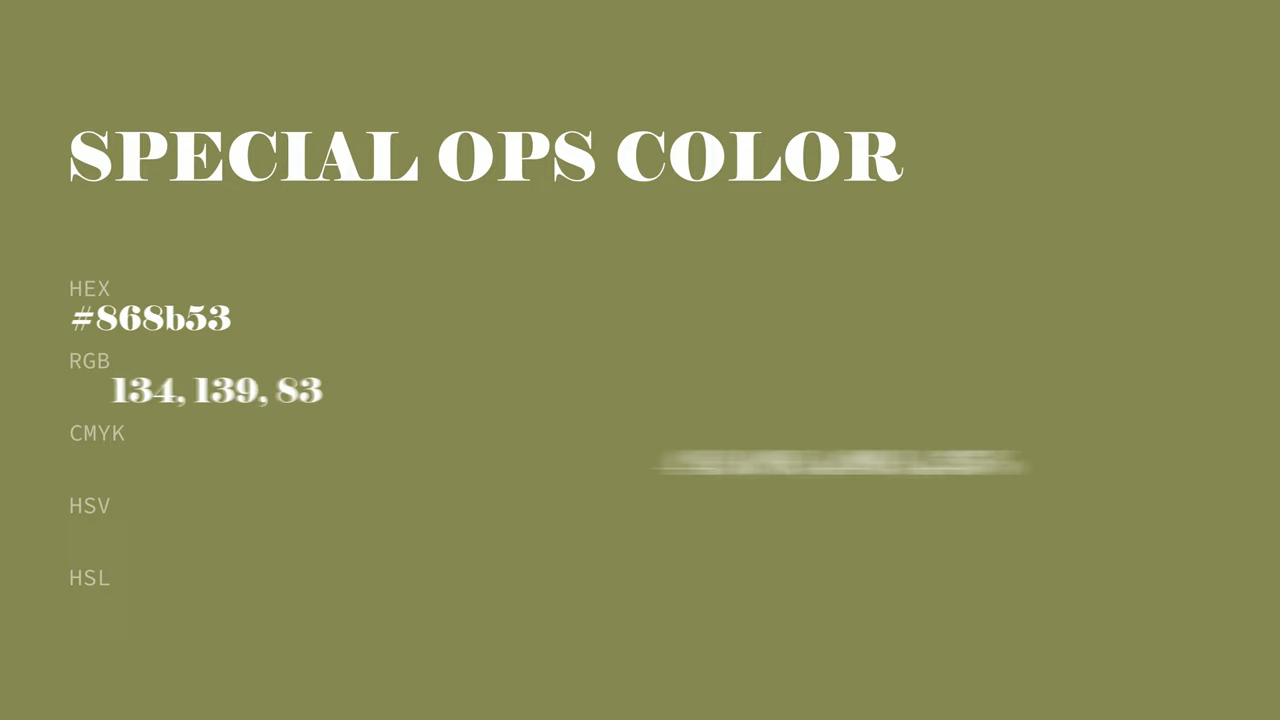 SPECIAL OPS COLOR
HEX
#868b53
RGB
134, 139, 83
CMYK
HSV
HSL